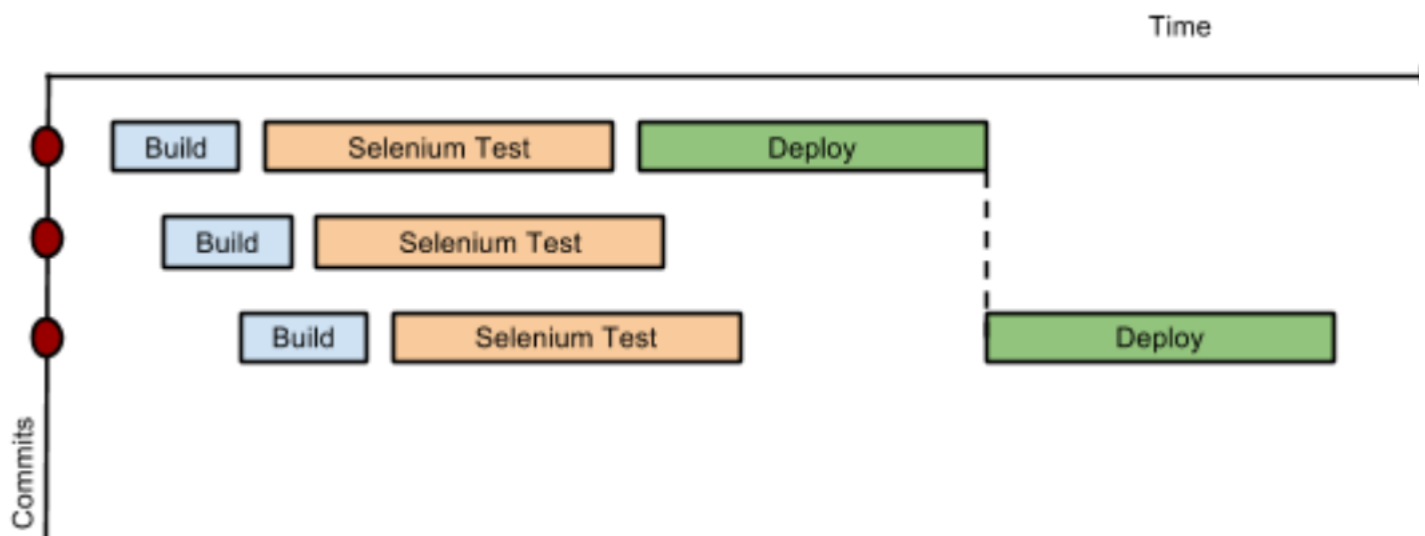 Time
Build Selenium Test Deploy
Build Selenium Test
Build Selenium Test Deploy
Commits